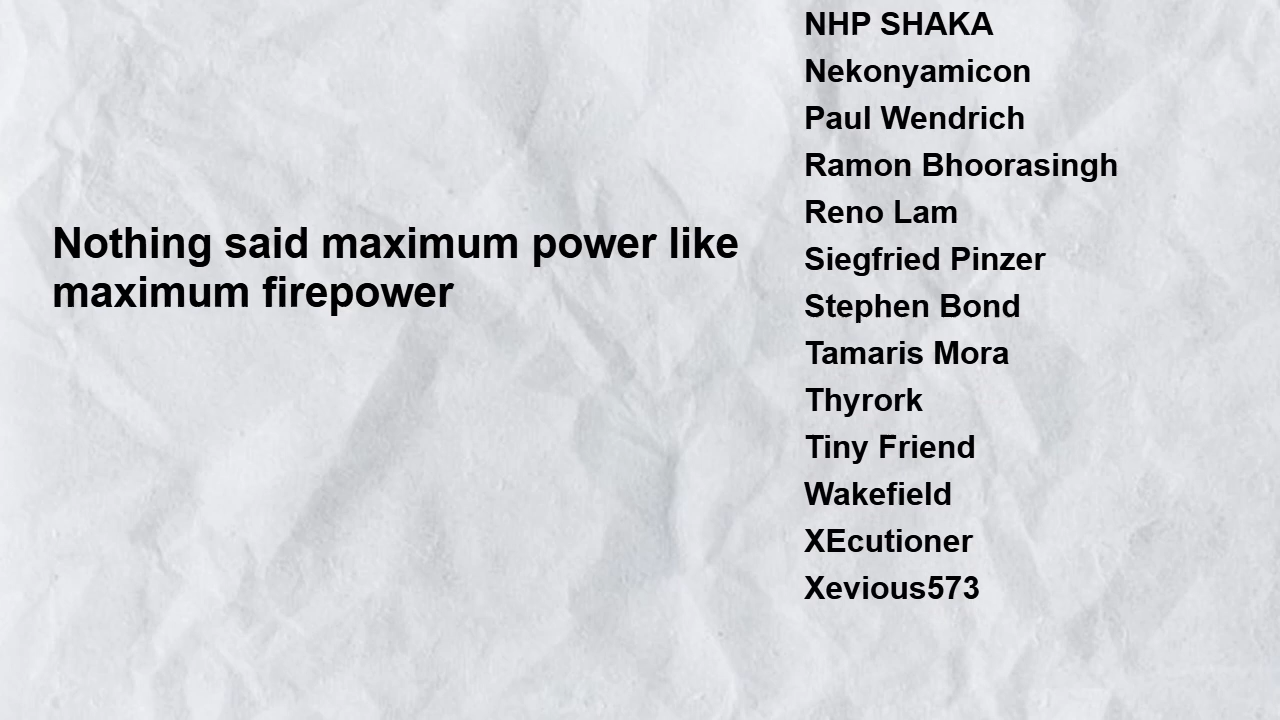 Nothing said maximum power like
maximum firepower
NHP SHAKA
Nekonyamicon
Paul Wendrich
Ramon Bhoorasingh
Reno Lam
Siegfried Pinzer
Stephen Bond
Tamaris Mora
Thyrork
Tiny Friend
Wakefield
XEcutioner
Xevious573